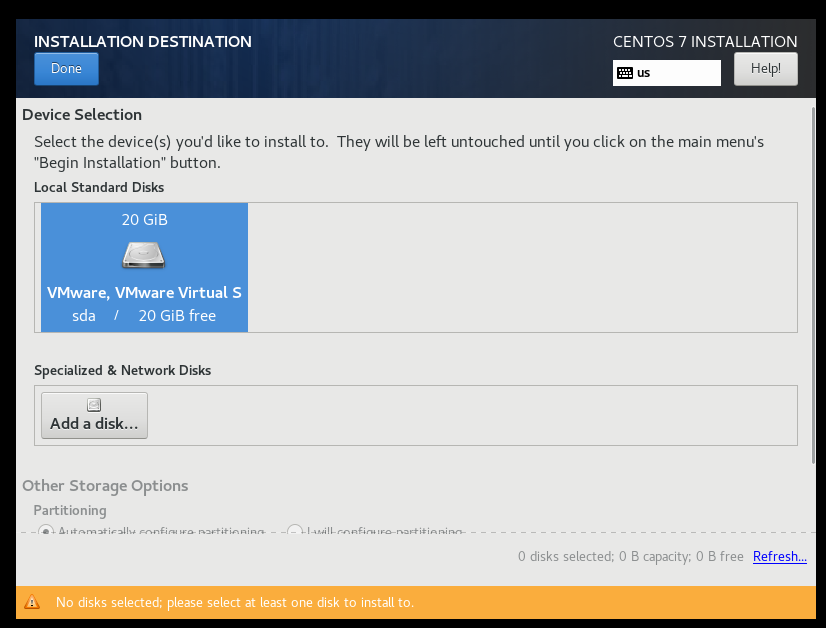 INSTALLATION DESTINATION
CENTOS 7 INSTALLATION
Done
us
Help!
Device Selection
Select the device(s) you'd like to install to. They will be left untouched until you click on the main menu's
"Begin Installation" button.
Local Standard Disks
20 GiB
VMware, VMware Virtual S
sda / 20 GiB free
Specialized & Network Disks
Add a disk...
Other Storage Options
Partitioning
Automatically configure partitioning. I will configure partitioning.
0 disks selected; 0 B capacity; 0 B free Refresh...
No disks selected; please select at least one disk to install to.